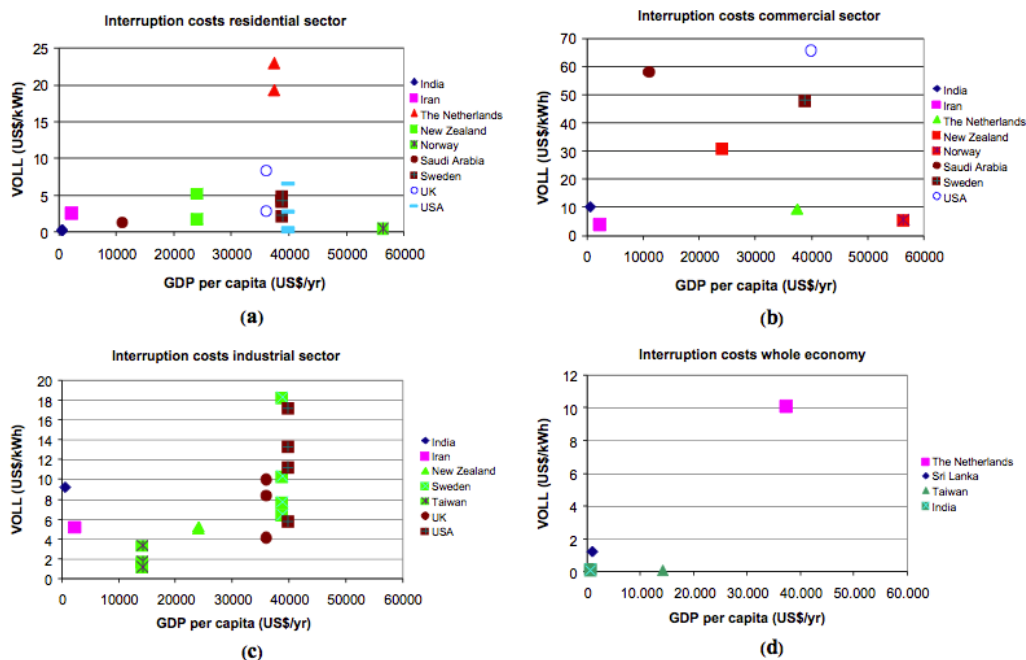 Interruption costs residential sector
VOLL (US$/kWh)
25
20
15
10
5
0
0 10000 20000 30000 40000 50000 60000
GDP per capita (US$/yr)
India
Iran
The Netherlands
New Zealand
Norway
Saudi Arabia
Sweden
UK
USA
(a)
Interruption costs commercial sector
VOLL (US$/kWh)
70
60
50
40
30
20
10
0
0 10000 20000 30000 40000 50000 60000
GDP per capita (US$/yr)
India
Iran
The Netherlands
New Zealand
Norway
Saudi Arabia
Sweden
USA
(b)
Interruption costs industrial sector
VOLL (US$/kWh)
20
18
16
14
12
10
8
6
4
2
0
0 10000 20000 30000 40000 50000 60000
GDP per capita (US$/yr)
India
Iran
New Zealand
Sweden
Taiwan
UK
USA
(c)
Interruption costs whole economy
VOLL (US$/kWh)
12
10
8
6
4
2
0
0 10.000 20.000 30.000 40.000 50.000 60.000
GDP per capita (US$/yr)
The Netherlands
Sri Lanka
Taiwan
India
(d)